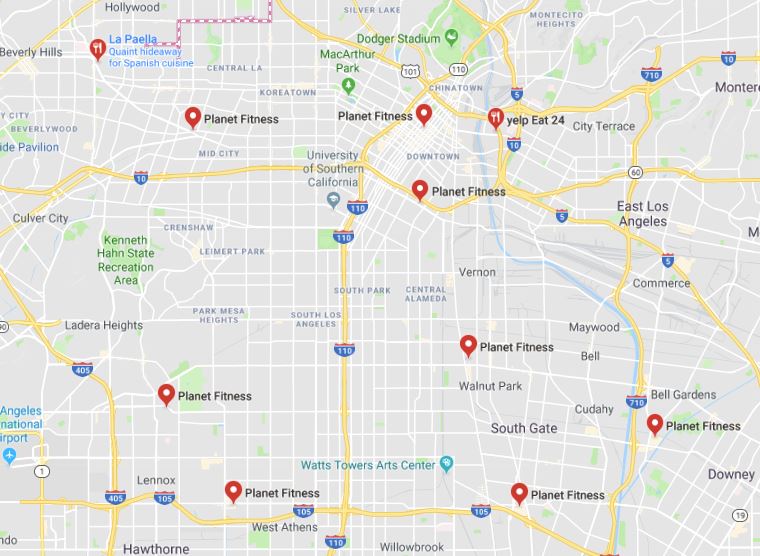 Hollywood
SILVER LAKE
MONTECITO
HEIGHTS
La Paella
Quaint hideaway
for Spanish cuisine
Beverly Hills
Dodger Stadium
MacArthur
Park
CENTRAL LA
101
110
710
10
KOREATOWN
CHINATOWN
5
Montere
Planet Fitness
Planet Fitness
yelp Eat 24
City Terrace
Y CITY
BEVERLYWOOD
ide Pavilion
MID CITY
DOWNTOWN
5
10
University
of Southern
California
60
10
Planet Fitness
110
5
East Los
Angeles
Culver City
CRENSHAW
110
M
Kenneth
Hahn State
Recreation
Area
LEIMERT PARK
5
Vernon
Commerce
SOUTH PARK
CENTRAL
ALAMEDA
PARK MESA
HEIGHTS
SOUTH LOS
ANGELES
90
Ladera Heights
Maywood
110
Planet Fitness
Bell
405
Walnut Park
Planet Fitness
710
Bell Gardens
Cudahy
Angeles
national
irport
South Gate
Planet Fitness
1
Watts Towers Arts Center
Lennox
Downey
Planet Fitness
Planet Fitness
405
105
105
105
19
West Athens
ndo
Hawthorne
110
Willowbrook